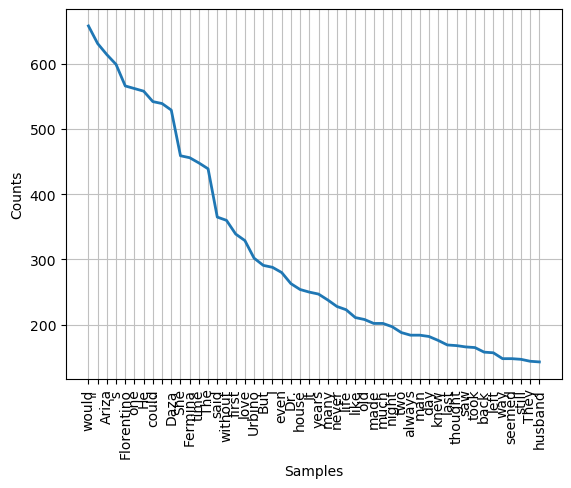 Counts
600
500
400
300
200
would
''
Ariza
's
Florentino
one
He
could
Daza
She
Fermina
time
The
said
without
first
love
Urbino
But
I
even
Dr.
house
It
years
many
never
life
like
old
made
much
night
two
always
man
day
knew
last
thought
saw
took
back
left
way
seemed
still
They
husband
Samples